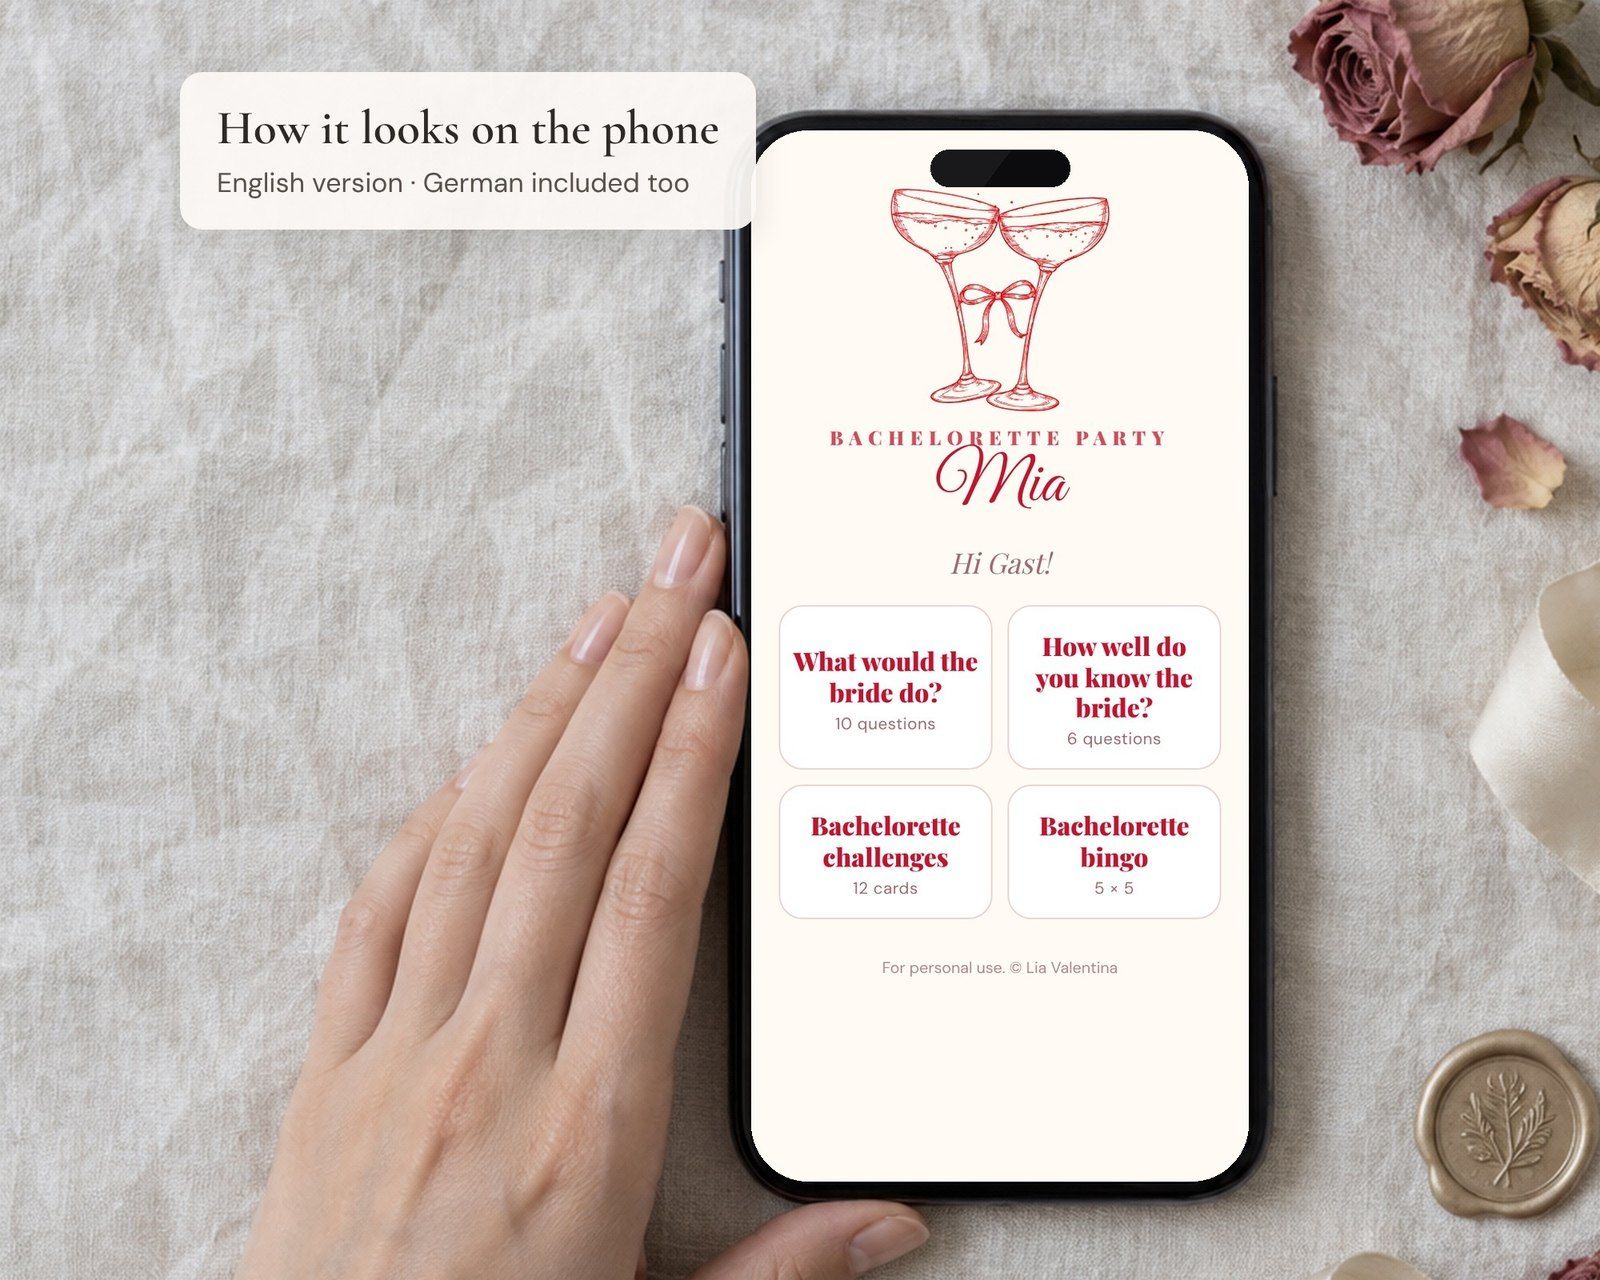 How it looks on the phone
English version · German included too
BACHELORETTE PARTY
Mia
Hi Gast!
What would the
bride do?
10 questions
How well do
you know the
bride?
6 questions
Bachelorette
challenges
12 cards
Bachelorette
bingo
5 × 5
For personal use. © Lia Valentina